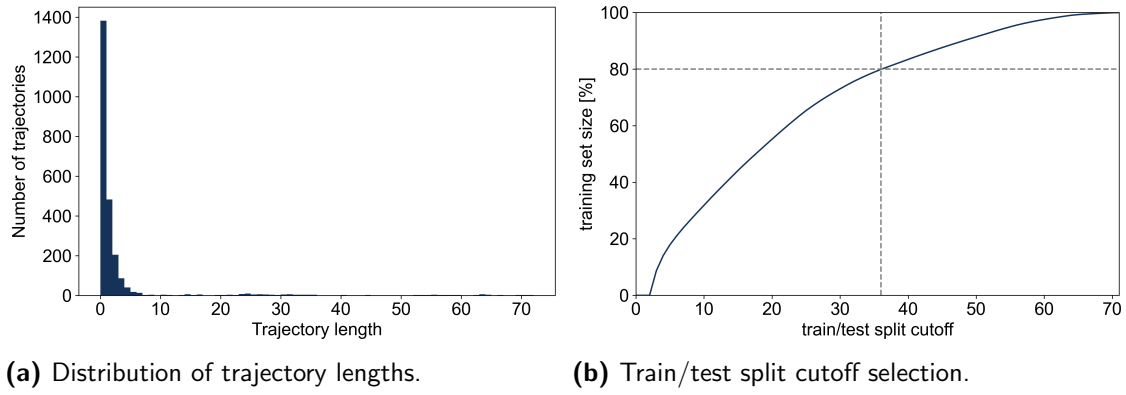 1400
1200
1000
800
600
400
200
0
Number of trajectories
0 10 20 30 40 50 60 70
Trajectory length
(a) Distribution of trajectory lengths.
100
80
60
40
20
0
training set size [%]
0 10 20 30 40 50 60 70
train/test split cutoff
(b) Train/test split cutoff selection.